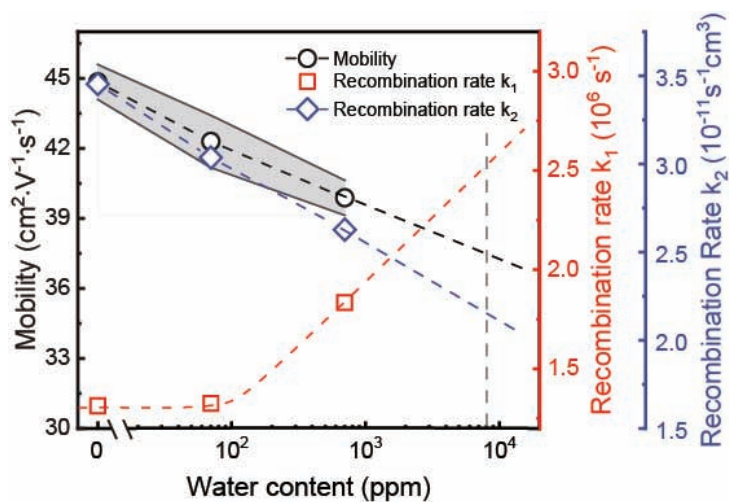 Mobility
Recombination rate k₁
Recombination rate k₂
45
42
39
36
33
30
Mobility (cm²·V⁻¹·s⁻¹)
0
10²
10³
10⁴
Water content (ppm)
3.0
2.5
2.0
1.5
Recombination rate k₁ (10⁶ s⁻¹)
3.5
3.0
2.5
2.0
1.5
Recombination Rate k₂ (10⁻¹¹s⁻¹cm³)